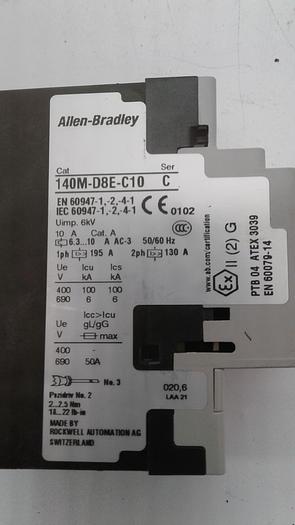 Allen-Bradley
Cat Ser
140M-D8E-C10 C
EN 60947-1,-2,-4-1
IEC 60947-1,-2,-4-1 CE 0102
CCC
Uimp. 6kV
10 A Cat. A
6.3...10 A AC-3 50/60 Hz
1ph 195 A 2ph 130 A
Ue Icu Ics
V kA kA
400 100 100
690 6 6
Icc>Icu
Ue gL/gG
V max
400 -
690 50A
No. 3
Pozidriv No. 2
2...2.5 Nm
18...22 lb-in
MADE BY
ROCKWELL AUTOMATION AG
SWITZERLAND
020,6
LAA 21
www.ab.com/certification
Ex II (2) G
PTB 04 ATEX 3039
EN 60079-14